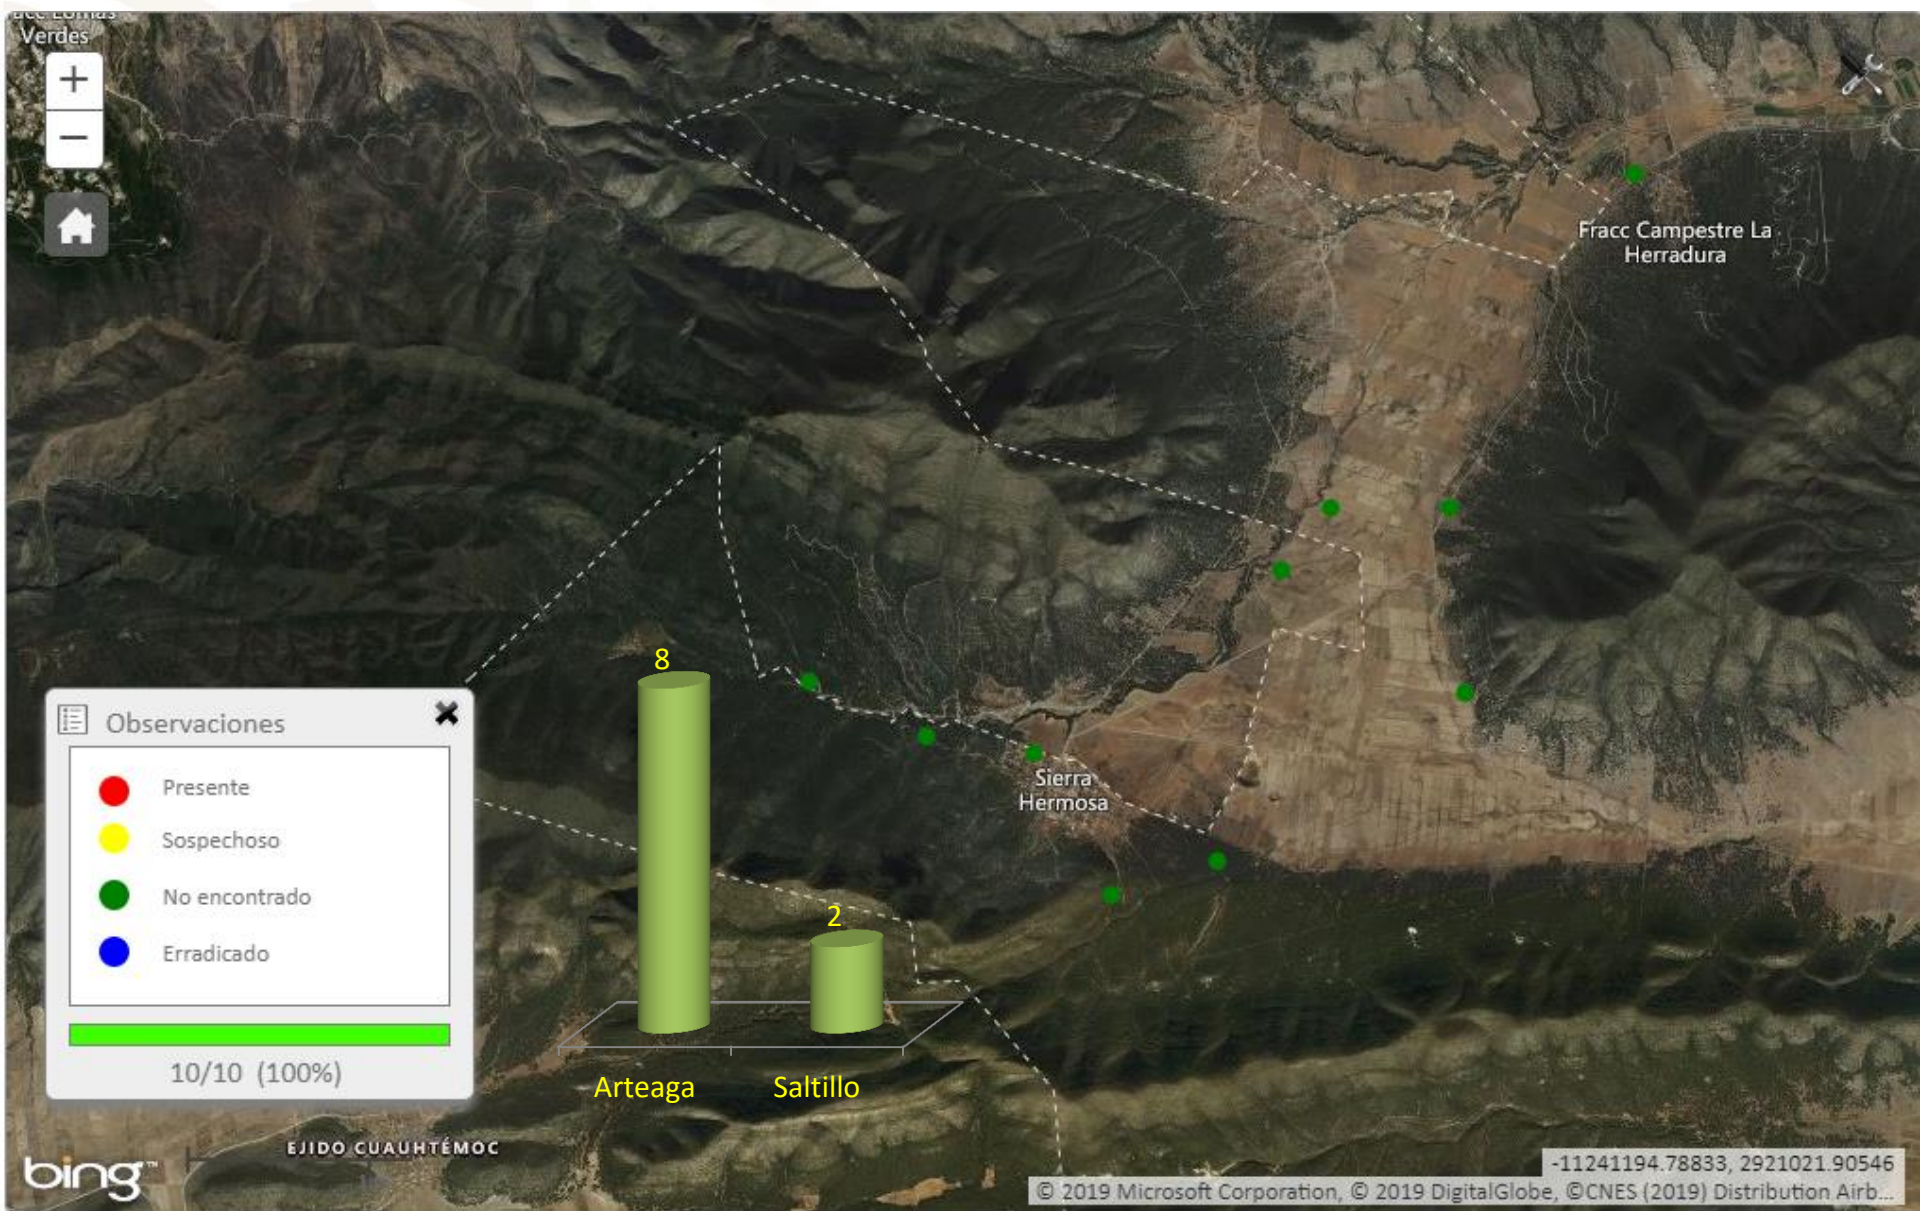 Verdes
+
−
Fracc Campestre La
Herradura
8
Observaciones
Presente
Sospechoso
No encontrado
Erradicado
10/10 (100%)
Sierra
Hermosa
2
Arteaga
Saltillo
EJIDO CUAUHTÉMOC
bing™
-11241194.78833, 2921021.90546
© 2019 Microsoft Corporation, © 2019 DigitalGlobe, ©CNES (2019) Distribution Airb...